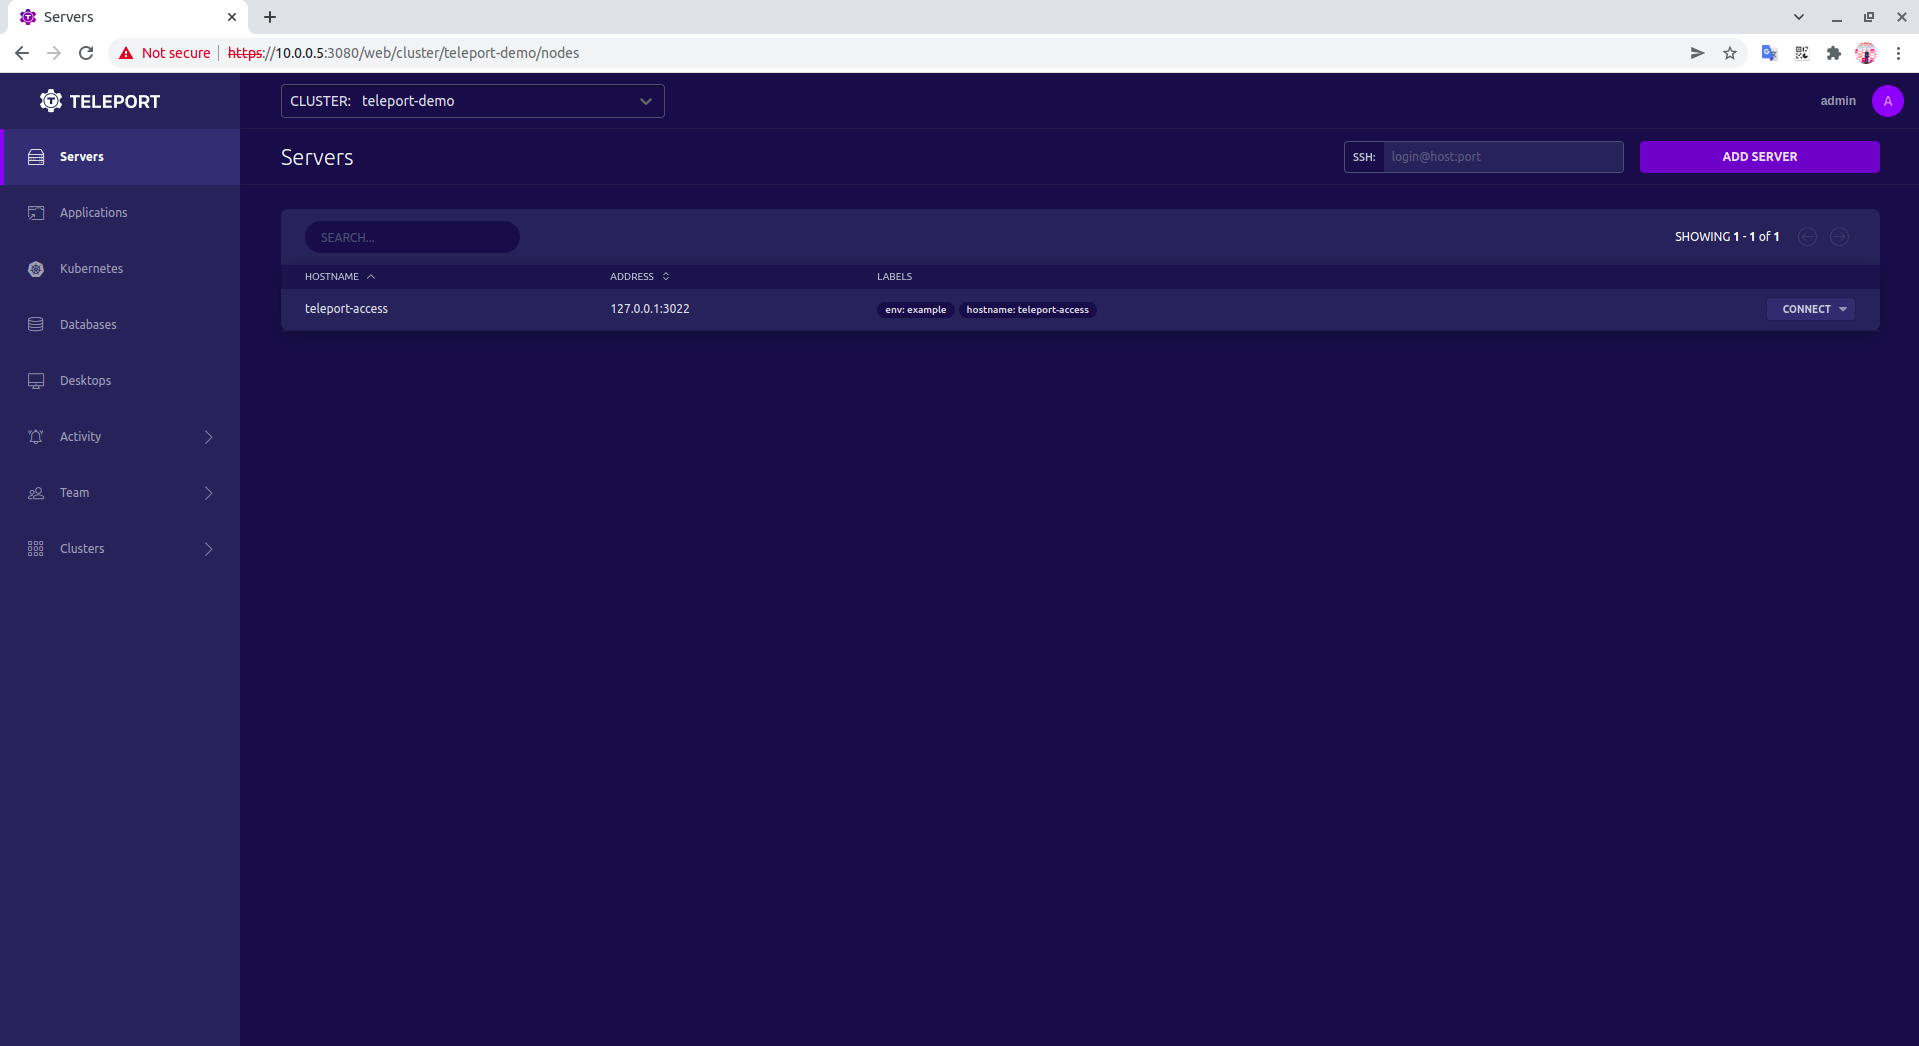 Servers
Not secure https://10.0.0.5:3080/web/cluster/teleport-demo/nodes
TELEPORT
CLUSTER: teleport-demo
admin
A
Servers
Servers
SSH: login@host:port
ADD SERVER
Applications
SEARCH...
SHOWING 1 - 1 of 1
Kubernetes
HOSTNAME ADDRESS LABELS
teleport-access 127.0.0.1:3022 env: example hostname: teleport-access CONNECT
Databases
Desktops
Activity
Team
Clusters